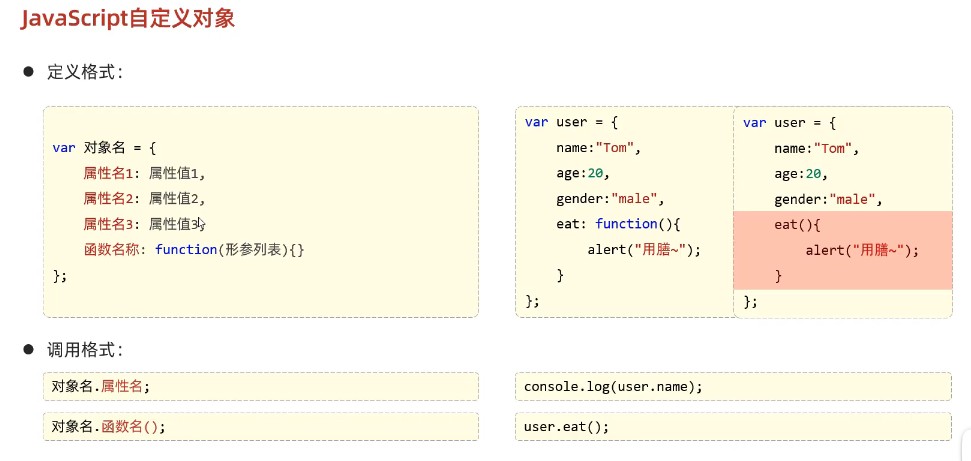 JavaScript自定义对象
● 定义格式：
var 对象名 = {
属性名1: 属性值1,
属性名2: 属性值2,
属性名3: 属性值3,
函数名称: function(形参列表){}
};
var user = {
name:"Tom",
age:20,
gender:"male",
eat: function(){
alert("用膳~");
}
};
var user = {
name:"Tom",
age:20,
gender:"male",
eat(){
alert("用膳~");
}
};
● 调用格式：
对象名.属性名;
console.log(user.name);
对象名.函数名();
user.eat();